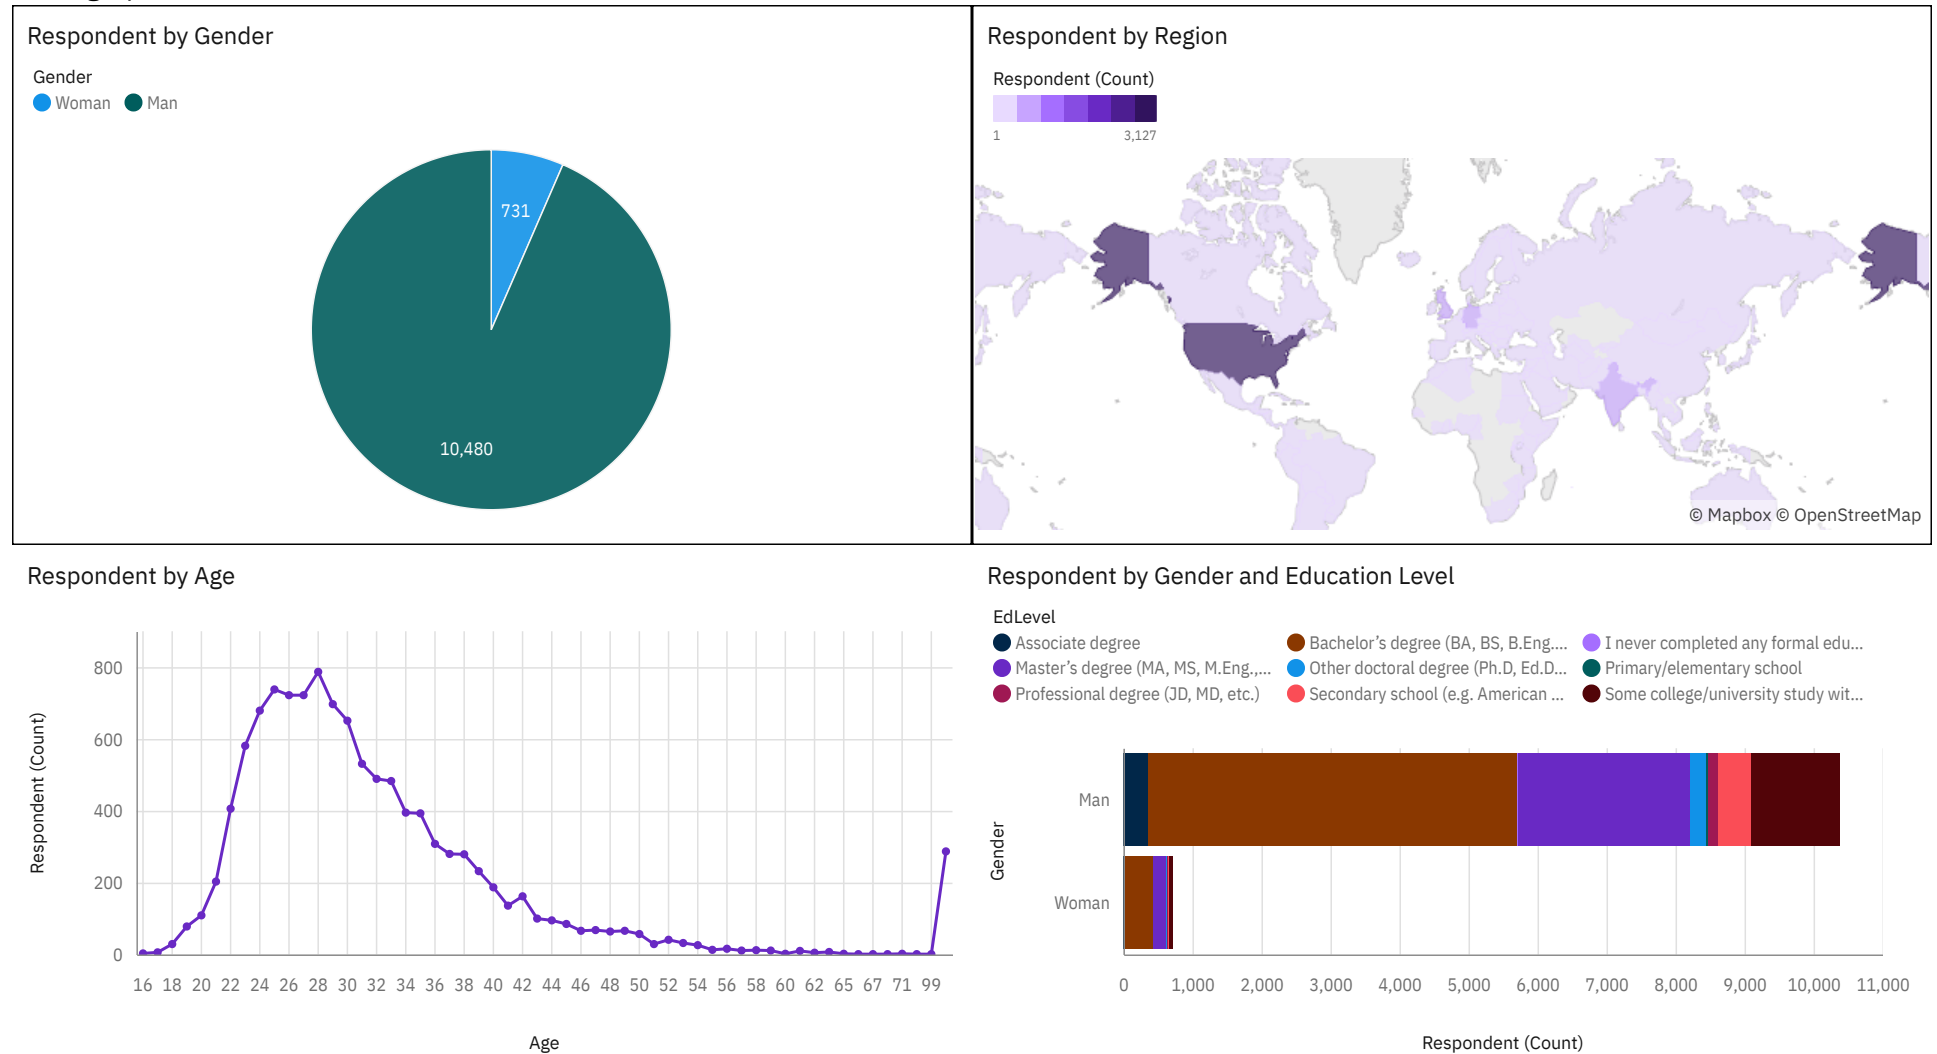 Respondent by Gender
Gender
Woman Man
731
10,480
Respondent by Region
Respondent (Count)
1 3,127
© Mapbox © OpenStreetMap
Respondent by Age
Respondent (Count)
800
600
400
200
0
16 18 20 22 24 26 28 30 32 34 36 38 40 42 44 46 48 50 52 54 56 58 60 62 65 67 71 99
Age
Respondent by Gender and Education Level
EdLevel
Associate degree Bachelor’s degree (BA, BS, B.Eng.... I never completed any formal edu...
Master’s degree (MA, MS, M.Eng.,... Other doctoral degree (Ph.D, Ed.D... Primary/elementary school
Professional degree (JD, MD, etc.) Secondary school (e.g. American ... Some college/university study wit...
Gender
Man
Woman
0 1,000 2,000 3,000 4,000 5,000 6,000 7,000 8,000 9,000 10,000 11,000
Respondent (Count)